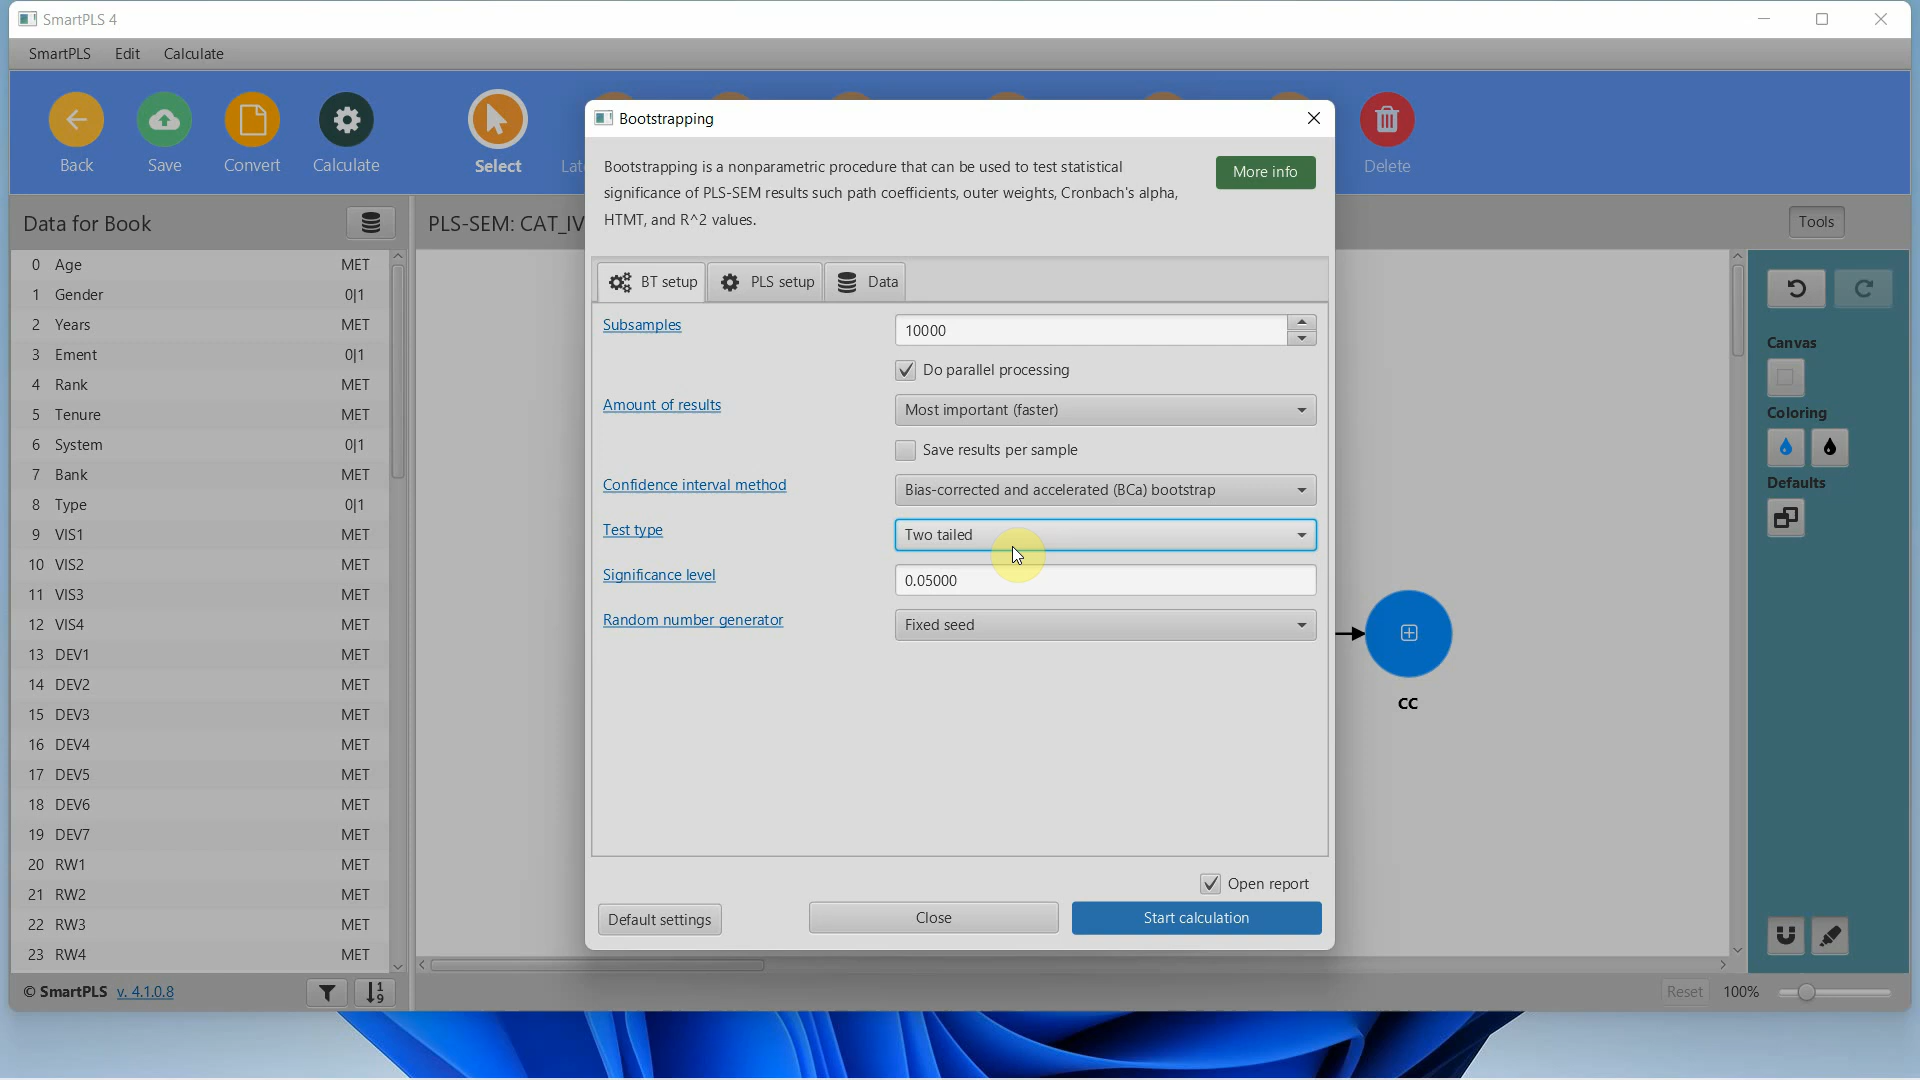 SmartPLS 4
SmartPLS Edit Calculate
Back
Save
Convert
Calculate
Select
Delete
Data for Book
PLS-SEM: CAT_IV
Tools
0 Age MET
1 Gender 0|1
2 Years MET
3 Ement 0|1
4 Rank MET
5 Tenure MET
6 System 0|1
7 Bank MET
8 Type 0|1
9 VIS1 MET
10 VIS2 MET
11 VIS3 MET
12 VIS4 MET
13 DEV1 MET
14 DEV2 MET
15 DEV3 MET
16 DEV4 MET
17 DEV5 MET
18 DEV6 MET
19 DEV7 MET
20 RW1 MET
21 RW2 MET
22 RW3 MET
23 RW4 MET
© SmartPLS v. 4.1.0.8
Bootstrapping
Bootstrapping is a nonparametric procedure that can be used to test statistical
significance of PLS-SEM results such path coefficients, outer weights, Cronbach's alpha,
HTMT, and R^2 values.
More info
BT setup PLS setup Data
Subsamples 10000
Do parallel processing
Amount of results Most important (faster)
Save results per sample
Confidence interval method Bias-corrected and accelerated (BCa) bootstrap
Test type Two tailed
Significance level 0.05000
Random number generator Fixed seed
Open report
Default settings Close Start calculation
CC
Canvas
Coloring
Defaults
Reset 100%